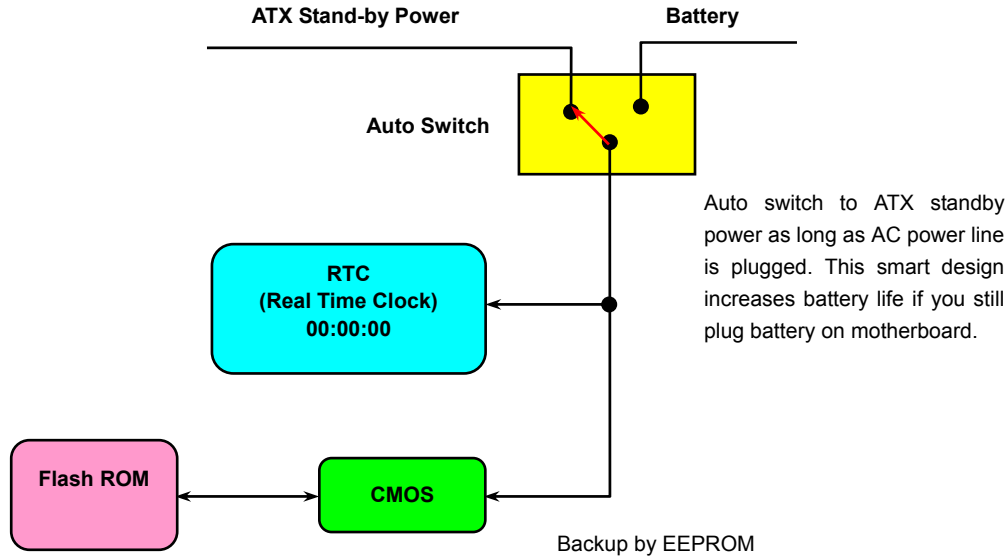 ATX Stand-by Power
Battery
Auto Switch
Auto switch to ATX standby
power as long as AC power line
is plugged. This smart design
increases battery life if you still
plug battery on motherboard.
RTC
(Real Time Clock)
00:00:00
Flash ROM
CMOS
Backup by EEPROM